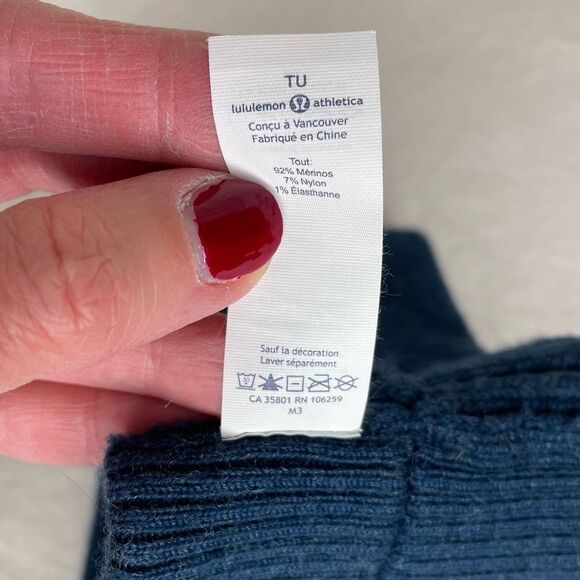 TU
lululemon athletica
Conçu à Vancouver
Fabriqué en Chine
Tout:
92% Mérinos
7% Nylon
1% Élasthanne
Sauf la décoration
Laver séparément
CA 35801 RN 106259
M3